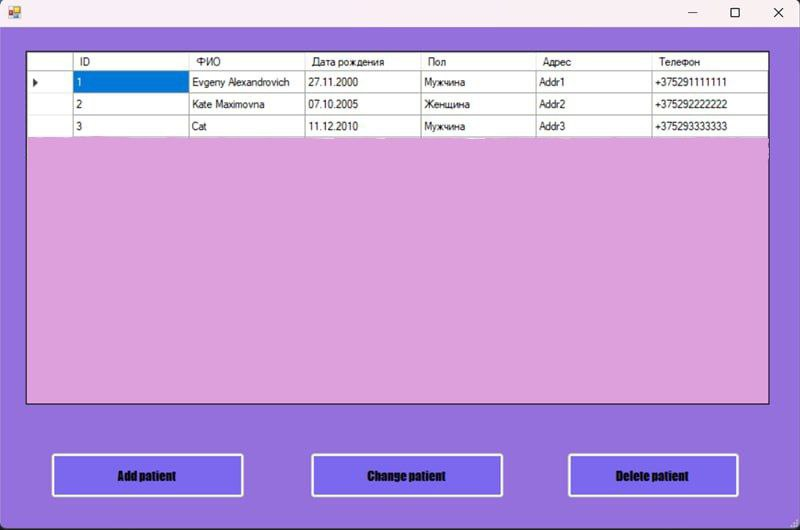 ID ФИО Дата рождения Пол Адрес Телефон
1 Evgeny Alexandrovich 27.11.2000 Мужчина Addr1 +375291111111
2 Kate Maximovna 07.10.2005 Женщина Addr2 +375292222222
3 Cat 11.12.2010 Мужчина Addr3 +375293333333
Add patient Change patient Delete patient